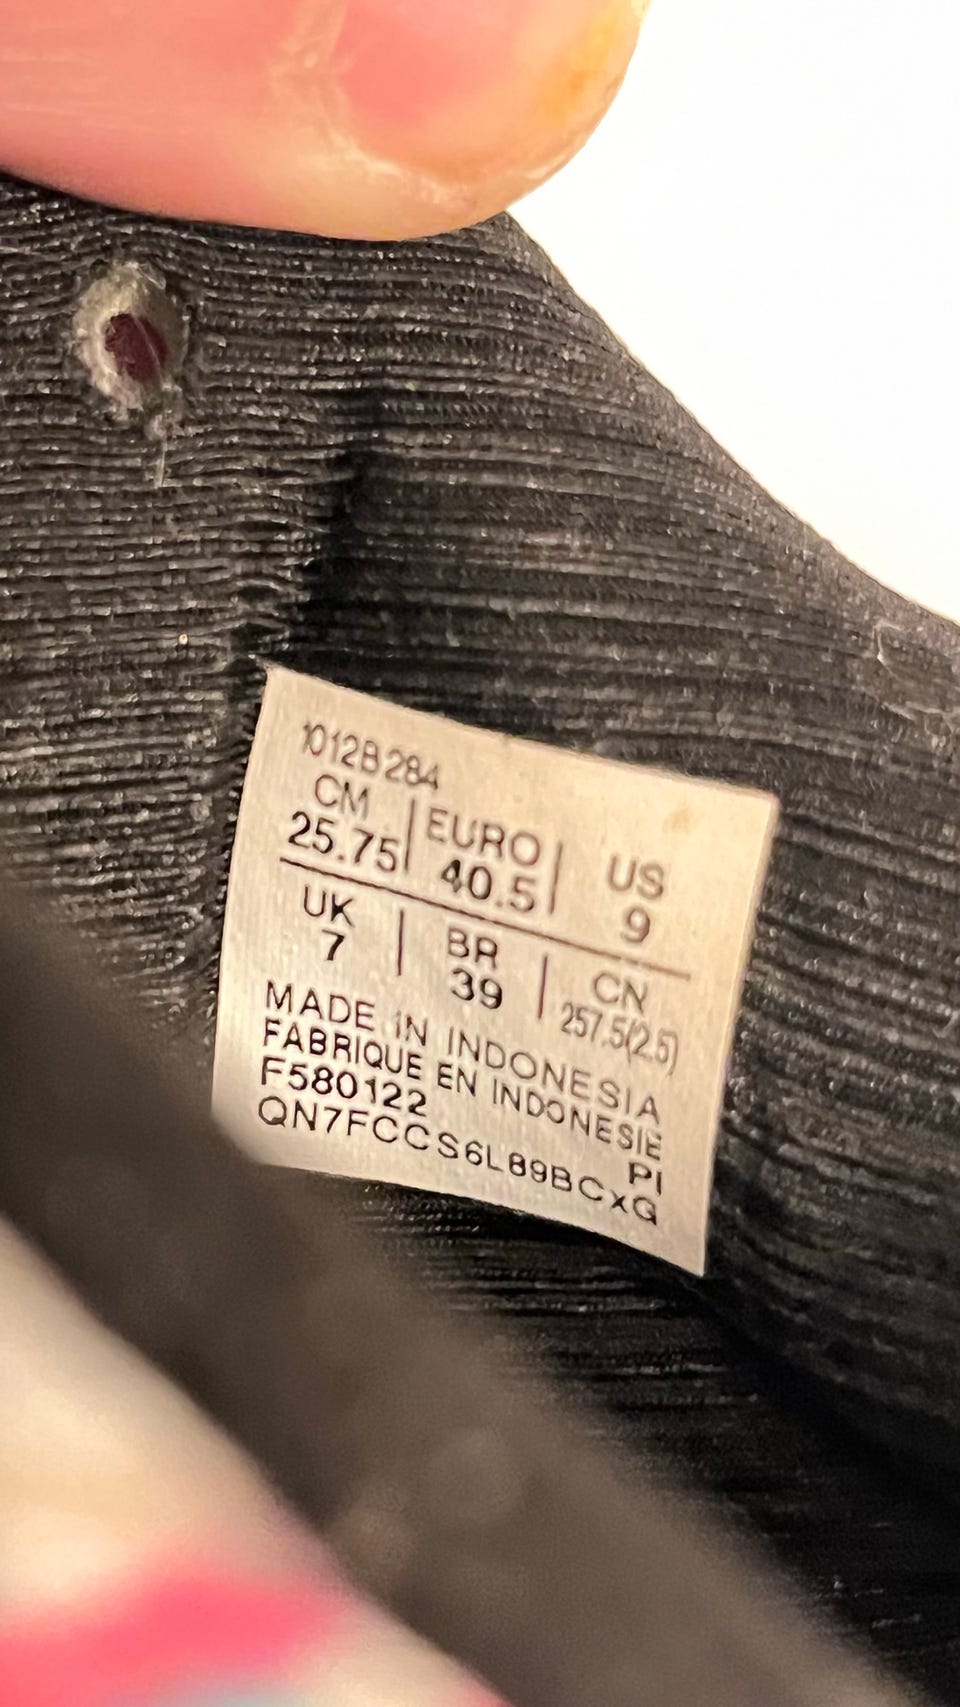 1012B284
CM | EURO | US
25.75 | 40.5 | 9
UK | BR | CN
7 | 39 | 257.5(2.5)
MADE IN INDONESIA
FABRIQUE EN INDONESIE
F580122 PI
QN7FCCS6L89BCxG